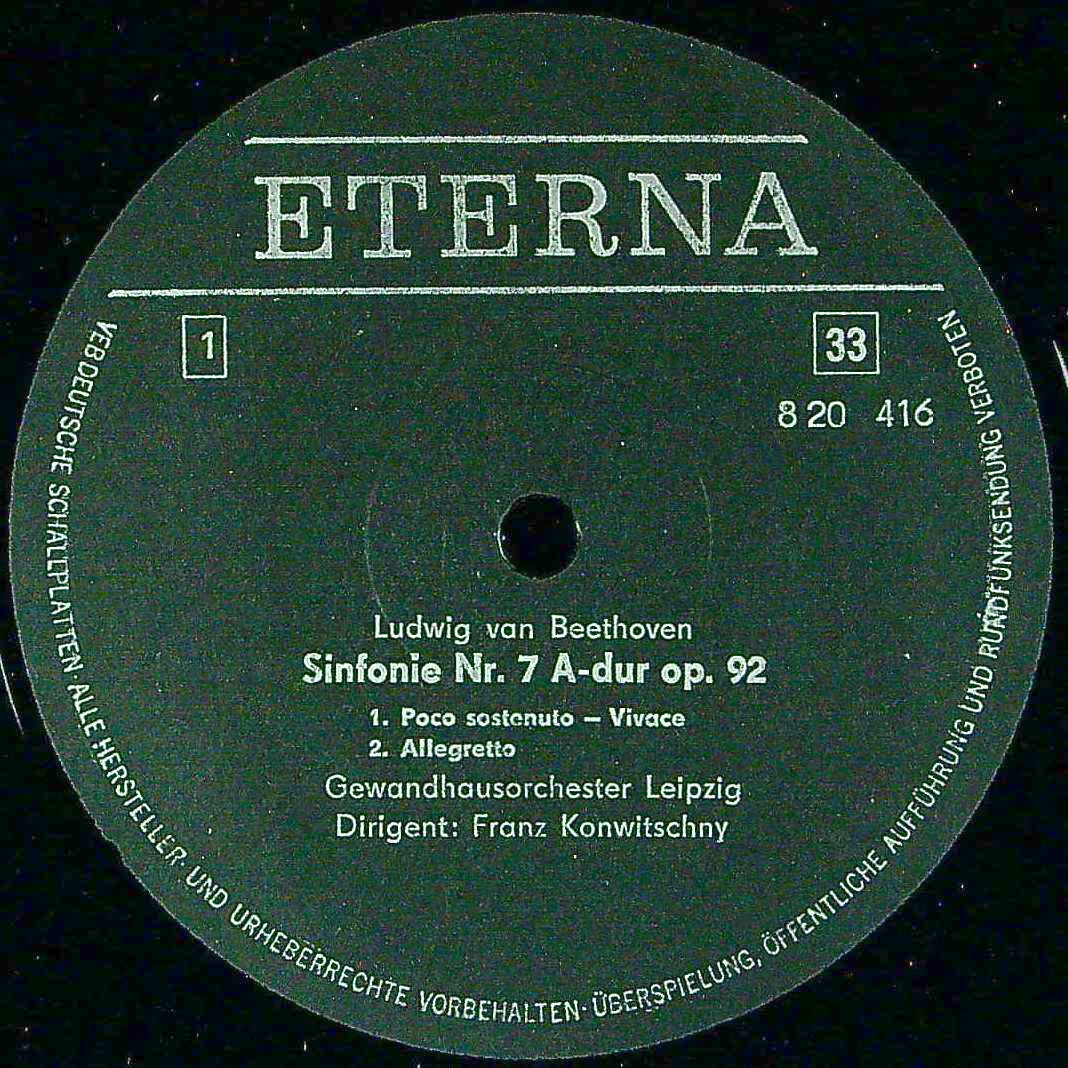 ETERNA
1
33
8 20 416
Ludwig van Beethoven
Sinfonie Nr. 7 A-dur op. 92
1. Poco sostenuto – Vivace
2. Allegretto
Gewandhausorchester Leipzig
Dirigent: Franz Konwitschny
VEB DEUTSCHE SCHALLPLATTEN · ALLE HERSTELLER- UND URHEBERRECHTE VORBEHALTEN · ÜBERSPIELUNG, ÖFFENTLICHE AUFFÜHRUNG UND RUNDFUNKSENDUNG VERBOTEN